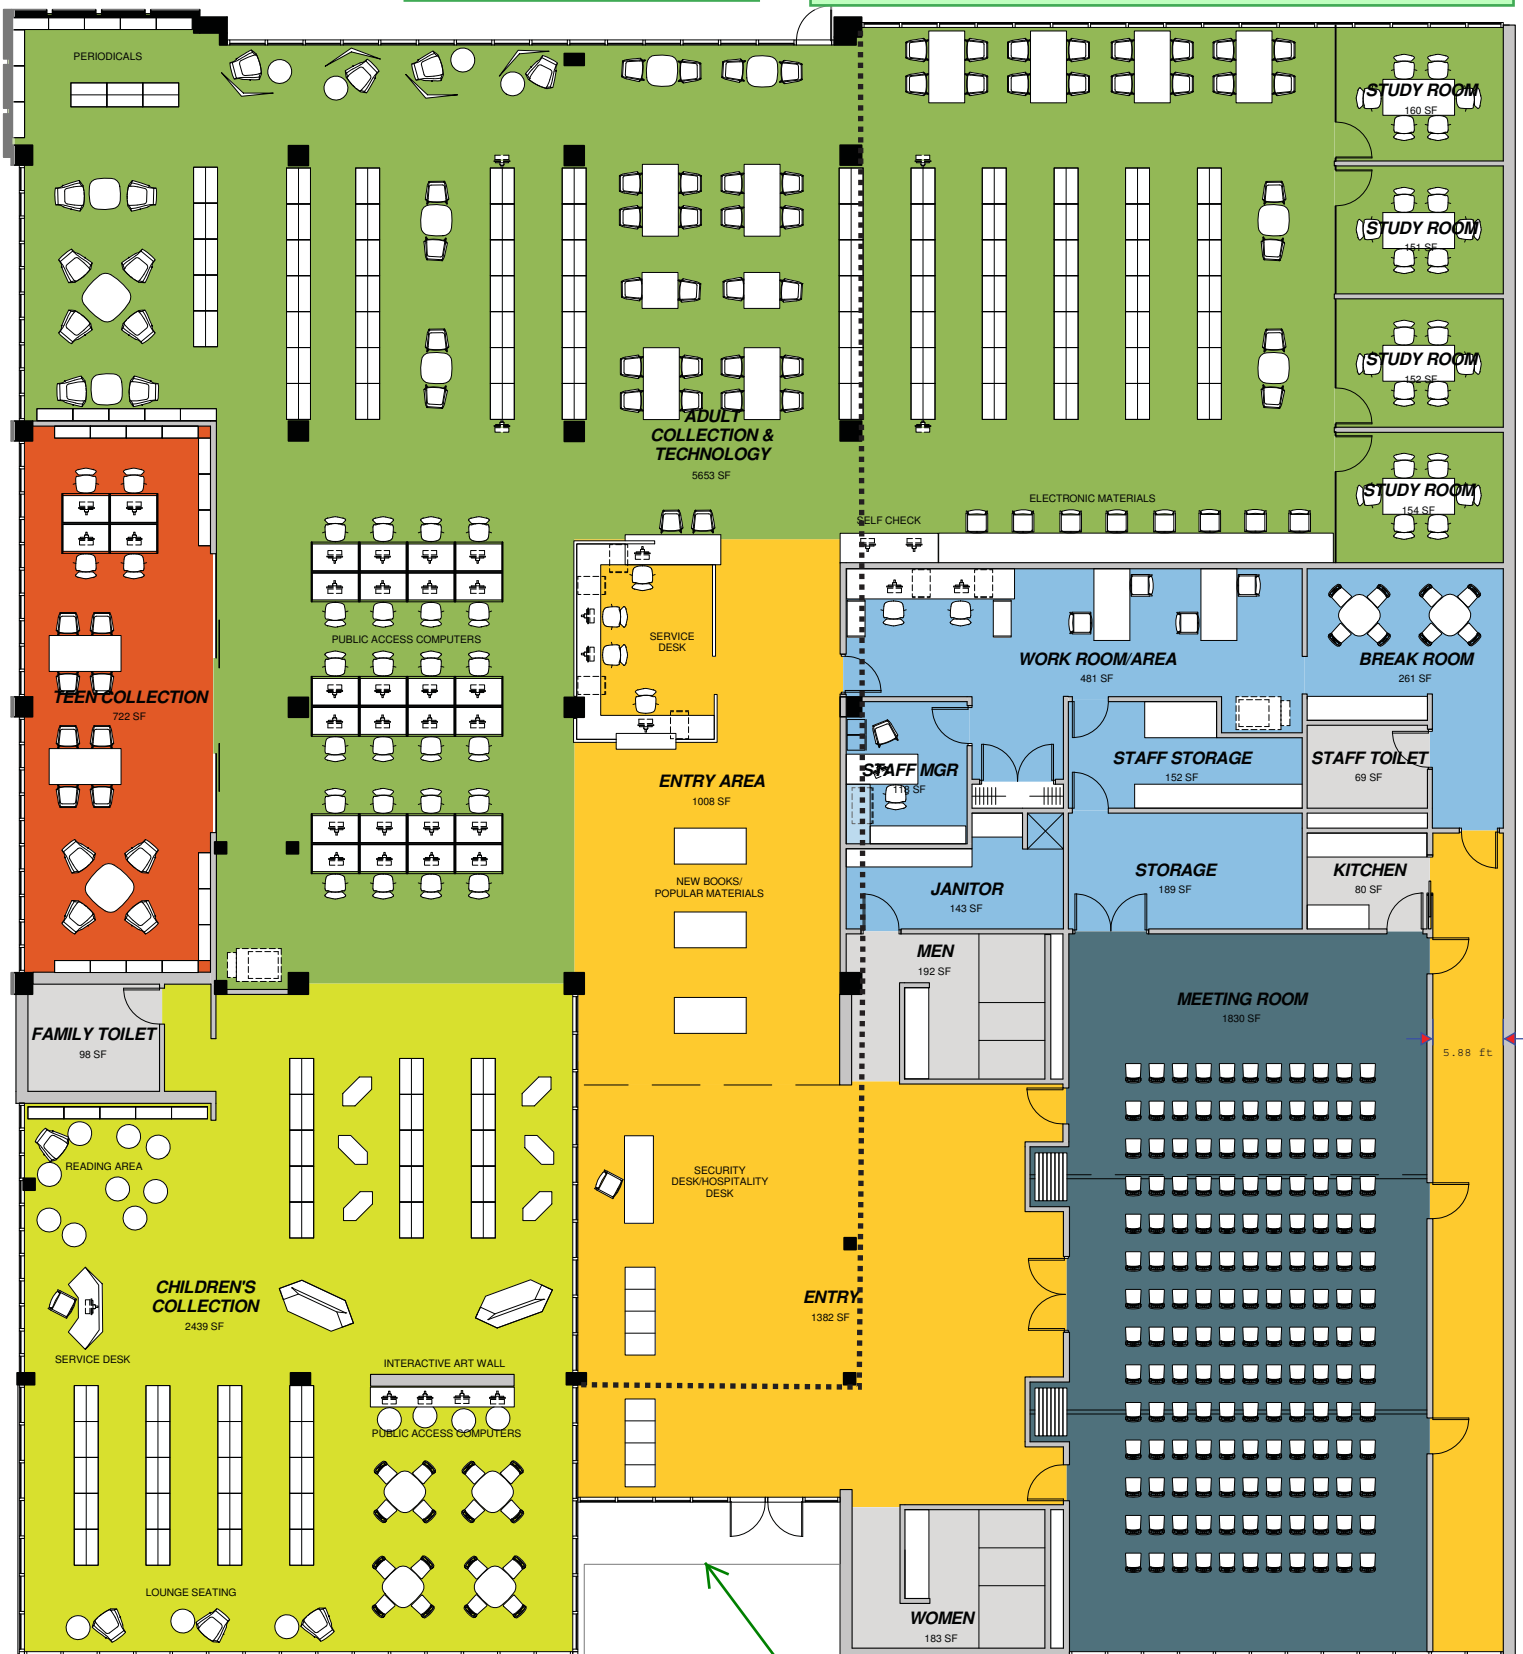 PERIODICALS
STUDY ROOM
160 SF
STUDY ROOM
151 SF
STUDY ROOM
152 SF
ADULT
COLLECTION &
TECHNOLOGY
5653 SF
STUDY ROOM
154 SF
ELECTRONIC MATERIALS
SELF CHECK
PUBLIC ACCESS COMPUTERS
SERVICE
DESK
WORK ROOM/AREA
481 SF
BREAK ROOM
261 SF
TEEN COLLECTION
722 SF
ENTRY AREA
1008 SF
STAFF MGR
118 SF
STAFF STORAGE
152 SF
STAFF TOILET
69 SF
NEW BOOKS/
POPULAR MATERIALS
JANITOR
143 SF
STORAGE
189 SF
KITCHEN
80 SF
MEN
192 SF
MEETING ROOM
1830 SF
FAMILY TOILET
98 SF
5.88 ft
READING AREA
SECURITY
DESK/HOSPITALITY
DESK
CHILDREN'S
COLLECTION
2439 SF
ENTRY
1382 SF
SERVICE DESK
INTERACTIVE ART WALL
PUBLIC ACCESS COMPUTERS
LOUNGE SEATING
WOMEN
183 SF